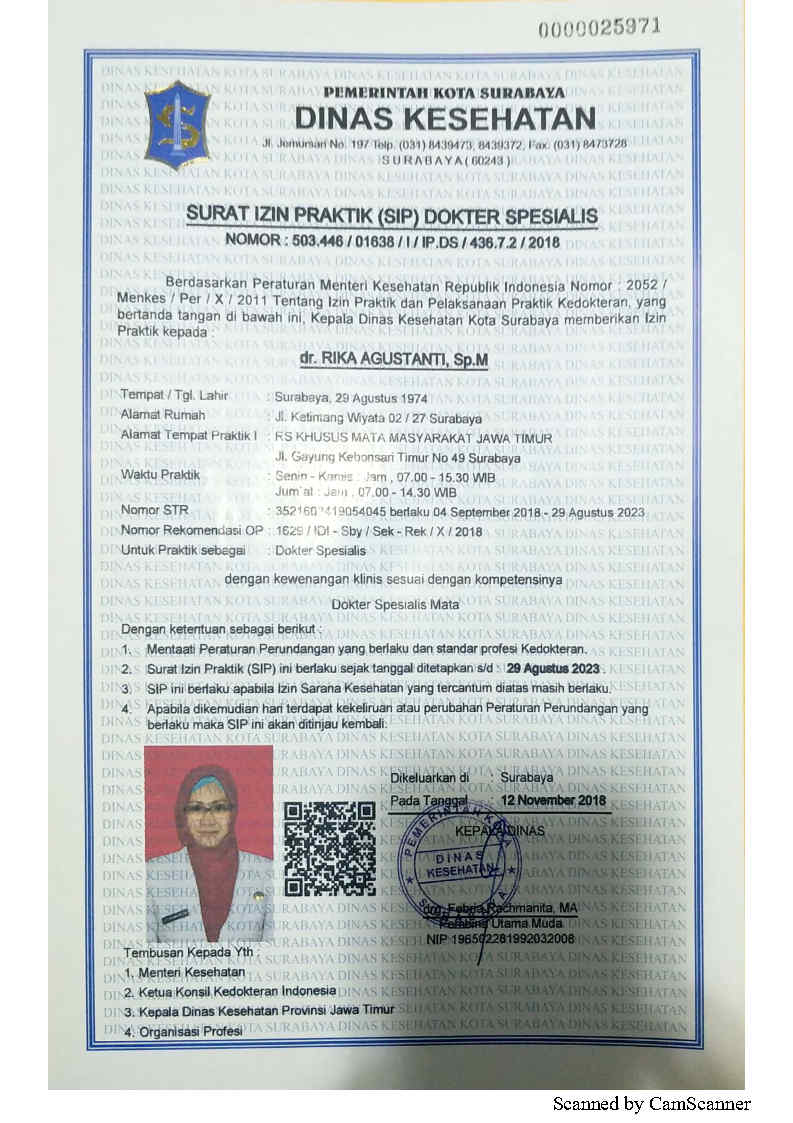 0000025971
PEMERINTAH KOTA SURABAYA
DINAS KESEHATAN
Jl. Jemursari No. 197 Telp. (031) 8439473, 8439372, Fax. (031) 8473728
SURABAYA ( 60243 )
SURAT IZIN PRAKTIK (SIP) DOKTER SPESIALIS
NOMOR : 503.446 / 01638 / I / IP.DS / 436.7.2 / 2018
Berdasarkan Peraturan Menteri Kesehatan Republik Indonesia Nomor : 2052 /
Menkes / Per / X / 2011 Tentang Izin Praktik dan Pelaksanaan Praktik Kedokteran, yang
bertanda tangan di bawah ini, Kepala Dinas Kesehatan Kota Surabaya memberikan Izin
Praktik kepada :
dr. RIKA AGUSTANTI, Sp.M
Tempat / Tgl. Lahir : Surabaya, 29 Agustus 1974
Alamat Rumah : Jl. Ketintang Wiyata 02 / 27 Surabaya
Alamat Tempat Praktik I : RS KHUSUS MATA MASYARAKAT JAWA TIMUR
Jl. Gayung Kebonsari Timur No 49 Surabaya
Waktu Praktik : Senin - Kamis : Jam , 07.00 - 15.30 WIB
Jum'at : Jam , 07.00 - 14.30 WIB
Nomor STR : berlaku 04 September 2018 - 29 Agustus 2023
Nomor Rekomendasi OP : 1629 / IDI - Sby / Sek - Rek / X / 2018
Untuk Praktik sebagai : Dokter Spesialis
dengan kewenangan klinis sesuai dengan kompetensinya
Dokter Spesialis Mata
Dengan ketentuan sebagai berikut :
1. Mentaati Peraturan Perundangan yang berlaku dan standar profesi Kedokteran.
2. Surat Izin Praktik (SIP) ini berlaku sejak tanggal ditetapkan s/d : 29 Agustus 2023 .
3. SIP ini berlaku apabila Izin Sarana Kesehatan yang tercantum diatas masih berlaku.
4. Apabila dikemudian hari terdapat kekeliruan atau perubahan Peraturan Perundangan yang
berlaku maka SIP ini akan ditinjau kembali.
Dikeluarkan di : Surabaya
Pada Tanggal : 12 November 2018
KEPALA DINAS
PEMERINTAH KOTA
DINAS
KESEHATAN
SURABAYA
drg. Febria Rachmanita, MA
Pembina Utama Muda
NIP 196502281992032008
Tembusan Kepada Yth :
1. Menteri Kesehatan
2. Ketua Konsil Kedokteran Indonesia
3. Kepala Dinas Kesehatan Provinsi Jawa Timur
4. Organisasi Profesi
Scanned by CamScanner